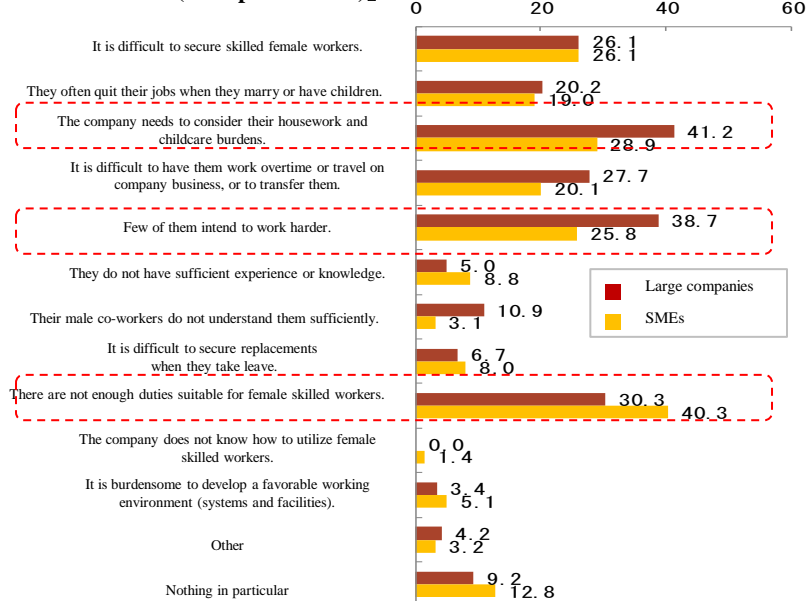 0 20 40 60
It is difficult to secure skilled female workers.
26.1
26.1
They often quit their jobs when they marry or have children.
20.2
19.0
The company needs to consider their housework and
childcare burdens.
41.2
28.9
It is difficult to have them work overtime or travel on
company business, or to transfer them.
27.7
20.1
Few of them intend to work harder.
38.7
25.8
They do not have sufficient experience or knowledge.
5.0
8.8
Large companies
SMEs
Their male co-workers do not understand them sufficiently.
10.9
3.1
It is difficult to secure replacements
when they take leave.
6.7
8.0
There are not enough duties suitable for female skilled workers.
30.3
40.3
The company does not know how to utilize female
skilled workers.
0.0
1.4
It is burdensome to develop a favorable working
environment (systems and facilities).
3.4
5.1
Other
4.2
3.2
Nothing in particular
9.2
12.8